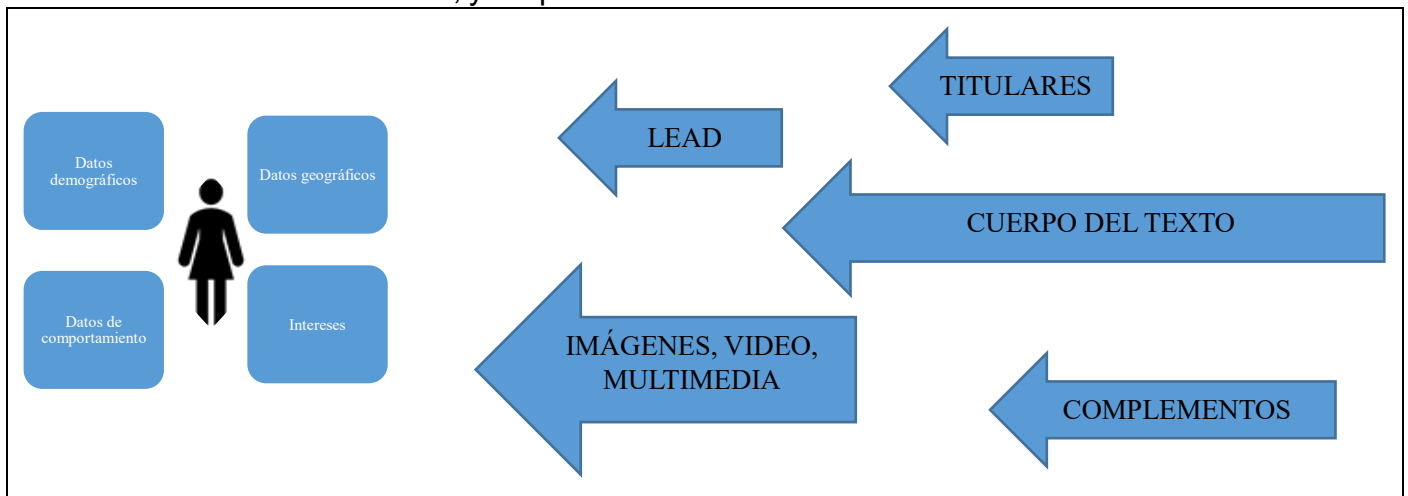 Datos
demográficos
Datos geográficos
Datos de
comportamiento
Intereses
LEAD
TITULARES
CUERPO DEL TEXTO
IMÁGENES, VIDEO,
MULTIMEDIA
COMPLEMENTOS